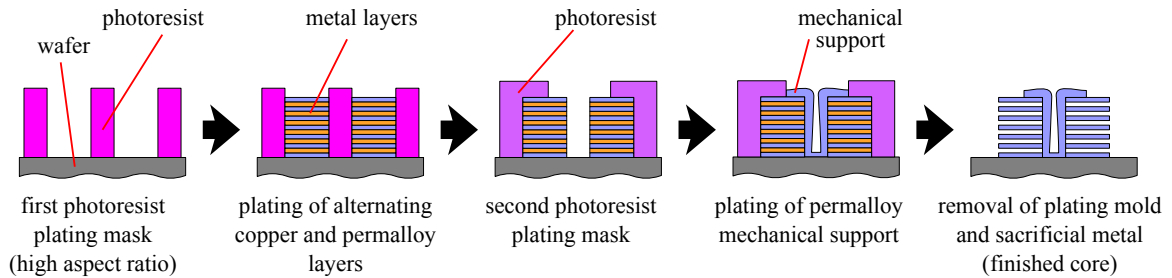 photoresist
wafer
metal layers
photoresist
mechanical
support
first photoresist
plating mask
(high aspect ratio)
plating of alternating
copper and permalloy
layers
second photoresist
plating mask
plating of permalloy
mechanical support
removal of plating mold
and sacrificial metal
(finished core)